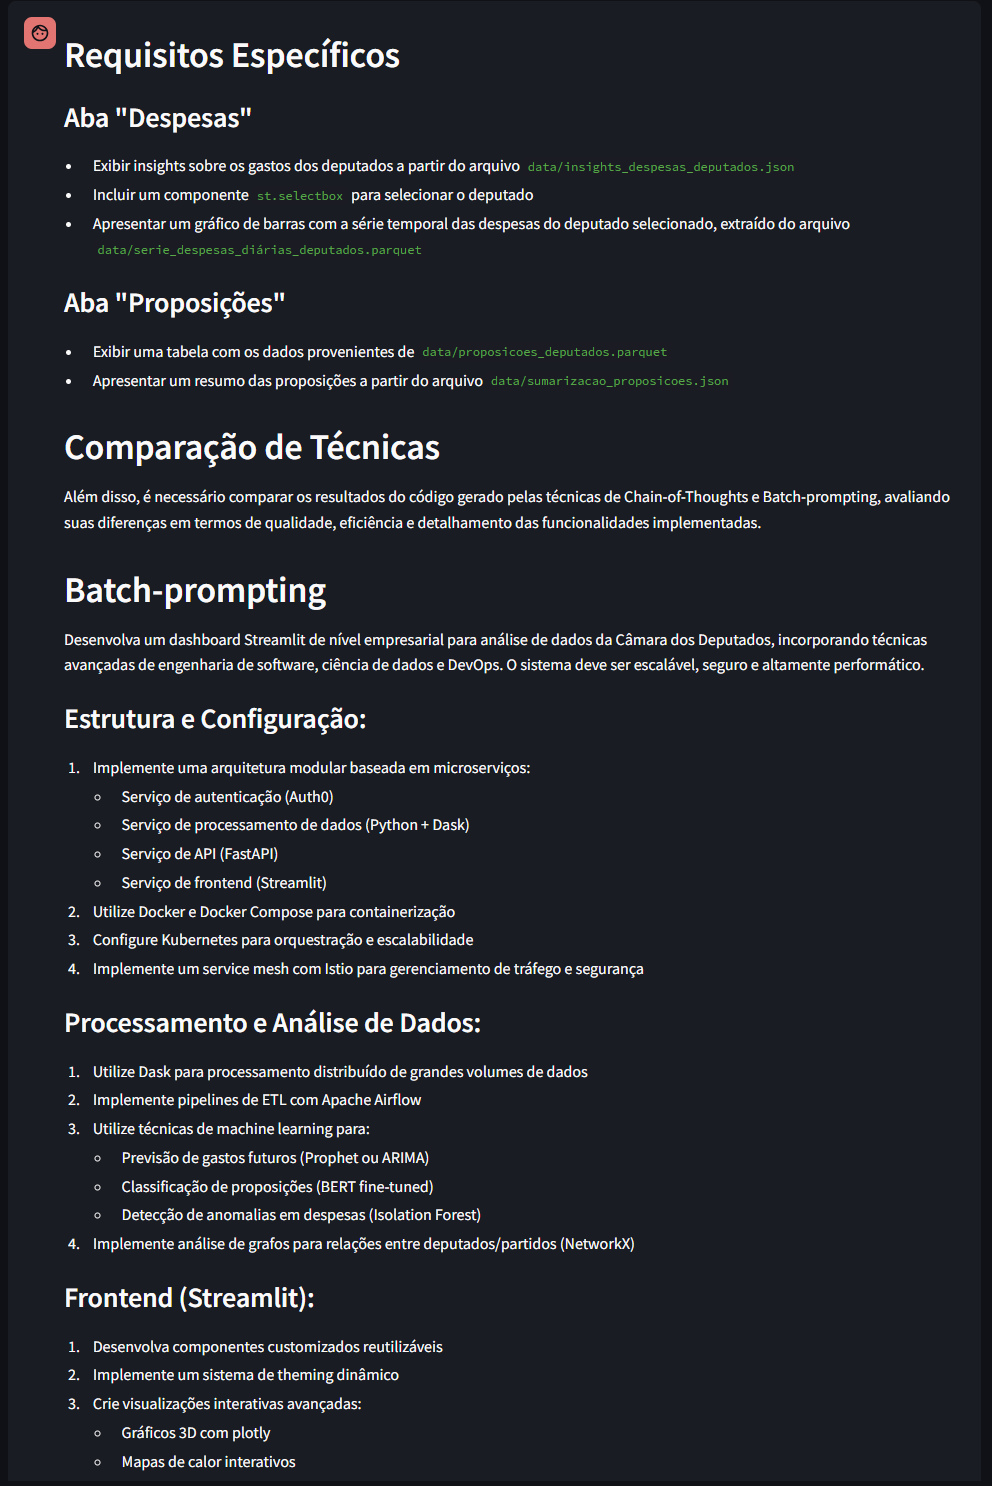 Requisitos Específicos
Aba "Despesas"
Exibir insights sobre os gastos dos deputados a partir do arquivo data/insights_despesas_deputados.json
Incluir um componente st.selectbox para selecionar o deputado
Apresentar um gráfico de barras com a série temporal das despesas do deputado selecionado, extraído do arquivo
data/serie_despesas_diárias_deputados.parquet
Aba "Proposições"
Exibir uma tabela com os dados provenientes de data/proposicoes_deputados.parquet
Apresentar um resumo das proposições a partir do arquivo data/sumarizacao_proposicoes.json
Comparação de Técnicas
Além disso, é necessário comparar os resultados do código gerado pelas técnicas de Chain-of-Thoughts e Batch-prompting, avaliando
suas diferenças em termos de qualidade, eficiência e detalhamento das funcionalidades implementadas.
Batch-prompting
Desenvolva um dashboard Streamlit de nível empresarial para análise de dados da Câmara dos Deputados, incorporando técnicas
avançadas de engenharia de software, ciência de dados e DevOps. O sistema deve ser escalável, seguro e altamente performático.
Estrutura e Configuração:
1. Implemente uma arquitetura modular baseada em microserviços:
Serviço de autenticação (Auth0)
Serviço de processamento de dados (Python + Dask)
Serviço de API (FastAPI)
Serviço de frontend (Streamlit)
2. Utilize Docker e Docker Compose para containerização
3. Configure Kubernetes para orquestração e escalabilidade
4. Implemente um service mesh com Istio para gerenciamento de tráfego e segurança
Processamento e Análise de Dados:
1. Utilize Dask para processamento distribuído de grandes volumes de dados
2. Implemente pipelines de ETL com Apache Airflow
3. Utilize técnicas de machine learning para:
Previsão de gastos futuros (Prophet ou ARIMA)
Classificação de proposições (BERT fine-tuned)
Detecção de anomalias em despesas (Isolation Forest)
4. Implemente análise de grafos para relações entre deputados/partidos (NetworkX)
Frontend (Streamlit):
1. Desenvolva componentes customizados reutilizáveis
2. Implemente um sistema de theming dinâmico
3. Crie visualizações interativas avançadas:
Gráficos 3D com plotly
Mapas de calor interativos